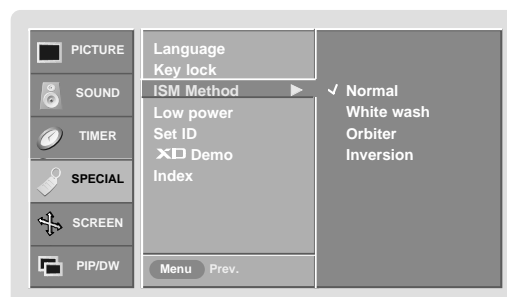 PICTURE
SOUND
TIMER
SPECIAL
SCREEN
PIP/DW
Language
Key lock
ISM Method
Low power
Set ID
XD Demo
Index
Menu Prev.
Normal
White wash
Orbiter
Inversion